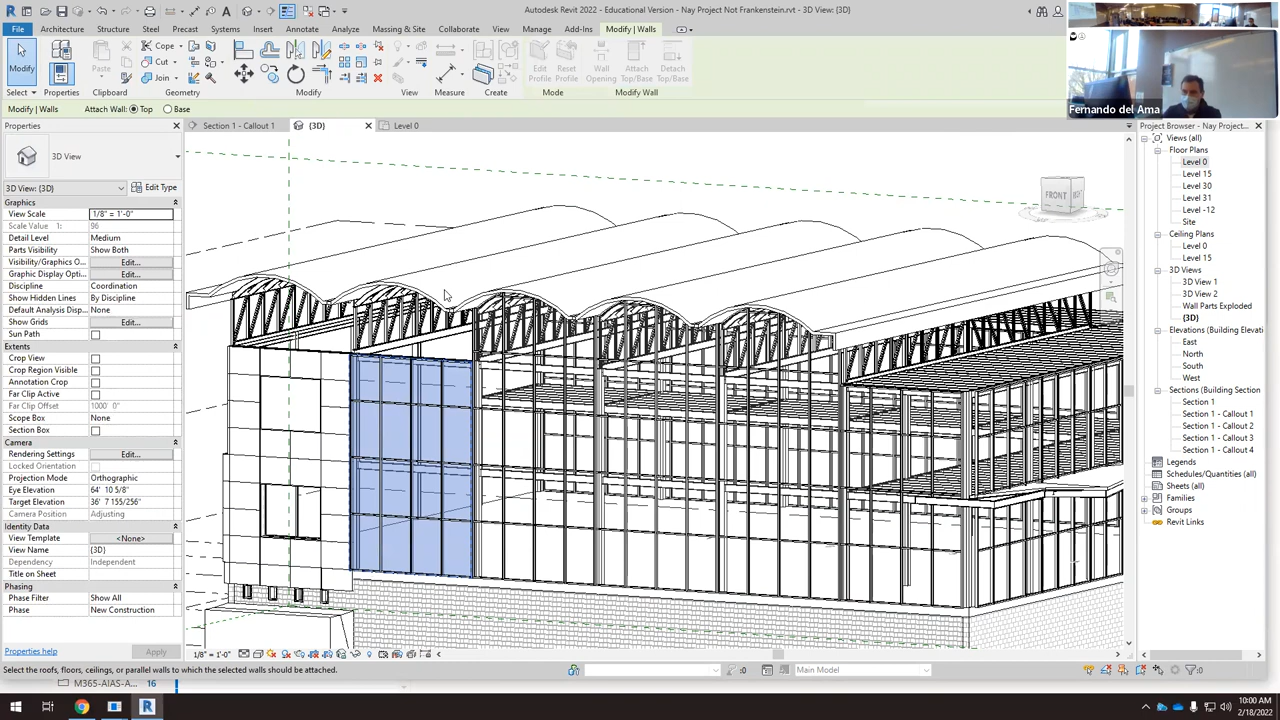 Autodesk Revit 2022 - Educational Version - Nay Project Not Frankenstein.rvt - 3D View: {3D}
File Architecture Structure Steel Precast Systems Insert Annotate Analyze Massing & Site Collaborate View Manage Add-Ins Modify | Walls
Modify Paste Cope Cut Join Edit Profile Wall Opening Attach Top/Base Detach Top/Base
Select Properties Clipboard Geometry Modify View Measure Create Mode Modify Wall
Fernando del Ama
Modify | Walls Attach Wall: Top Base
Properties
Section 1 - Callout 1 {3D} Level 0
Project Browser - Nay Project...
3D View
3D View: {3D} Edit Type
Graphics
View Scale 1/8" = 1'-0"
Scale Value 1: 96
Detail Level Medium
Parts Visibility Show Both
Visibility/Graphics O... Edit...
Graphic Display Opti... Edit...
Discipline Coordination
Show Hidden Lines By Discipline
Default Analysis Disp... None
Show Grids Edit...
Sun Path
Extents
Crop View
Crop Region Visible
Annotation Crop
Far Clip Active
Far Clip Offset 1000' 0"
Scope Box None
Section Box
Camera
Rendering Settings Edit...
Locked Orientation
Projection Mode Orthographic
Eye Elevation 64' 10 5/8"
Target Elevation 36' 7 155/256"
Camera Position Adjusting
Identity Data
View Template <None>
View Name {3D}
Dependency Independent
Title on Sheet
Phasing
Phase Filter Show All
Phase New Construction
Properties help Apply
FRONT
Views (all)
Floor Plans
Level 0
Level 15
Level 30
Level 31
Level -12
Site
Ceiling Plans
Level 0
Level 15
3D Views
3D View 1
3D View 2
Wall Parts Exploded
{3D}
Elevations (Building Elevati
East
North
South
West
Sections (Building Section
Section 1
Section 1 - Callout 1
Section 1 - Callout 2
Section 1 - Callout 3
Section 1 - Callout 4
Legends
Schedules/Quantities (all)
Sheets (all)
Families
Groups
Revit Links
1/8" = 1'-0"
Select the roofs, floors, ceilings, or parallel walls to which the selected walls should be attached.
:0 Main Model :0
M365-AIAS-A... 16
10:00 AM
2/18/2022